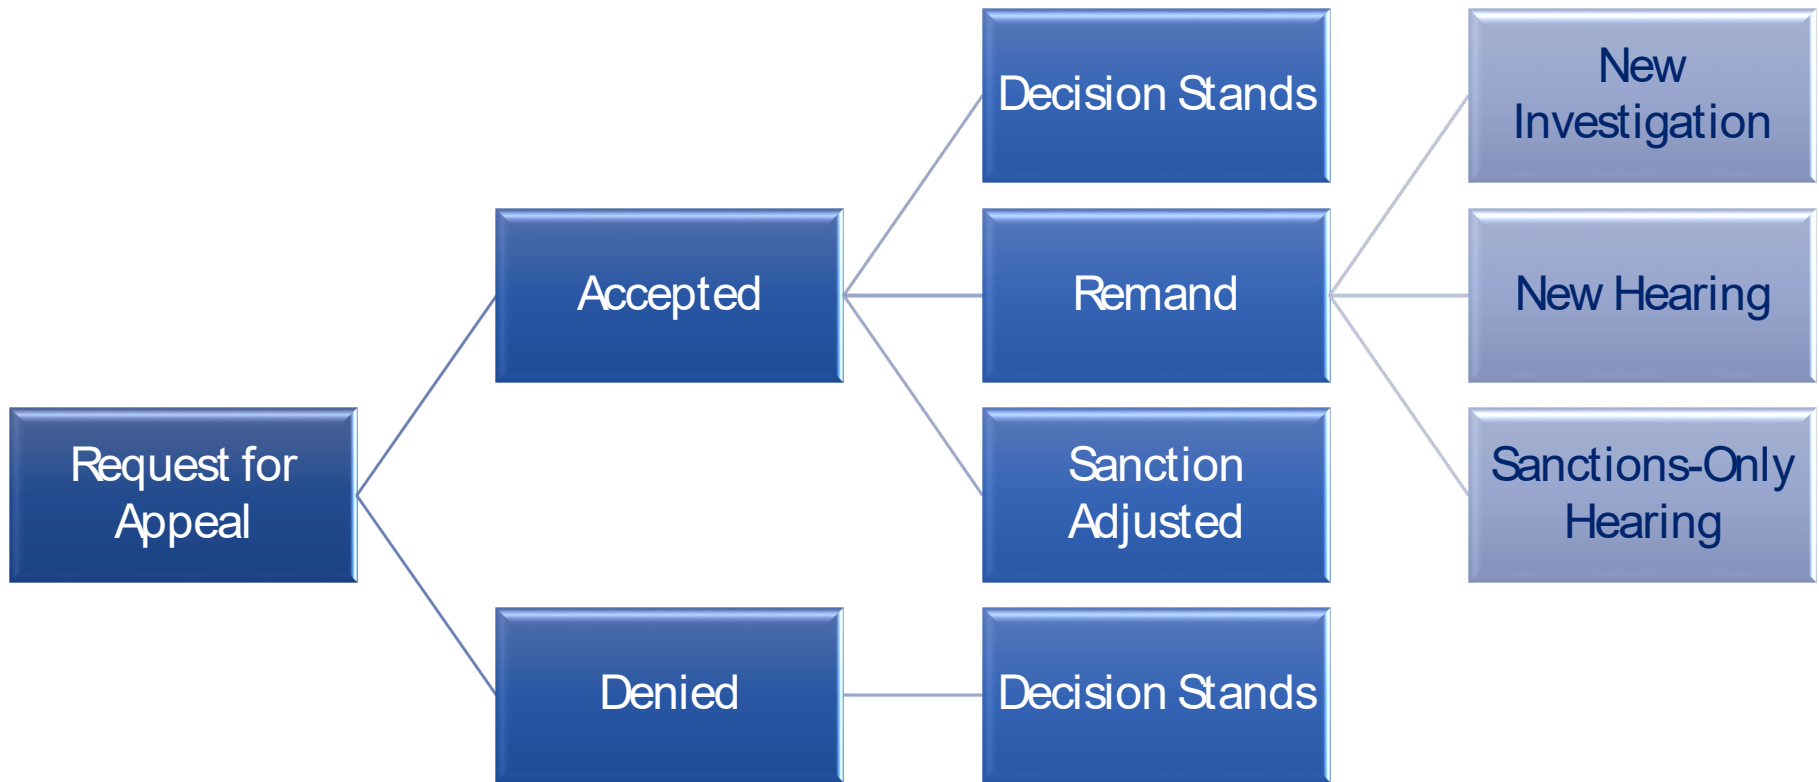 Request for
Appeal
Accepted
Denied
Decision Stands
Remand
Sanction
Adjusted
Decision Stands
New
Investigation
New Hearing
Sanctions-Only
Hearing